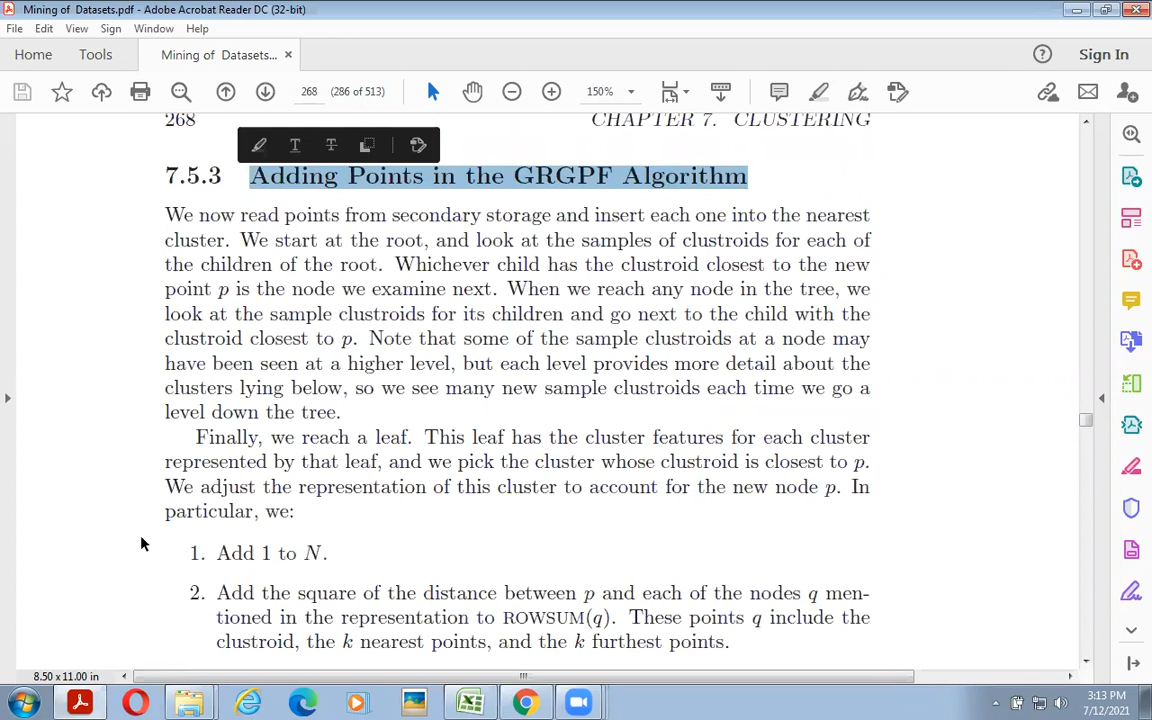 Mining of Datasets.pdf - Adobe Acrobat Reader DC (32-bit)
File Edit View Sign Window Help
Home Tools Mining of Datasets... × Sign In
268 (286 of 513) 150%
268 CHAPTER 7. CLUSTERING
7.5.3 Adding Points in the GRGPF Algorithm
We now read points from secondary storage and insert each one into the nearest
cluster. We start at the root, and look at the samples of clustroids for each of
the children of the root. Whichever child has the clustroid closest to the new
point p is the node we examine next. When we reach any node in the tree, we
look at the sample clustroids for its children and go next to the child with the
clustroid closest to p. Note that some of the sample clustroids at a node may
have been seen at a higher level, but each level provides more detail about the
clusters lying below, so we see many new sample clustroids each time we go a
level down the tree.
Finally, we reach a leaf. This leaf has the cluster features for each cluster
represented by that leaf, and we pick the cluster whose clustroid is closest to p.
We adjust the representation of this cluster to account for the new node p. In
particular, we:
1. Add 1 to N.
2. Add the square of the distance between p and each of the nodes q men-
tioned in the representation to ROWSUM(q). These points q include the
clustroid, the k nearest points, and the k furthest points.
8.50 x 11.00 in
3:13 PM
7/12/2021